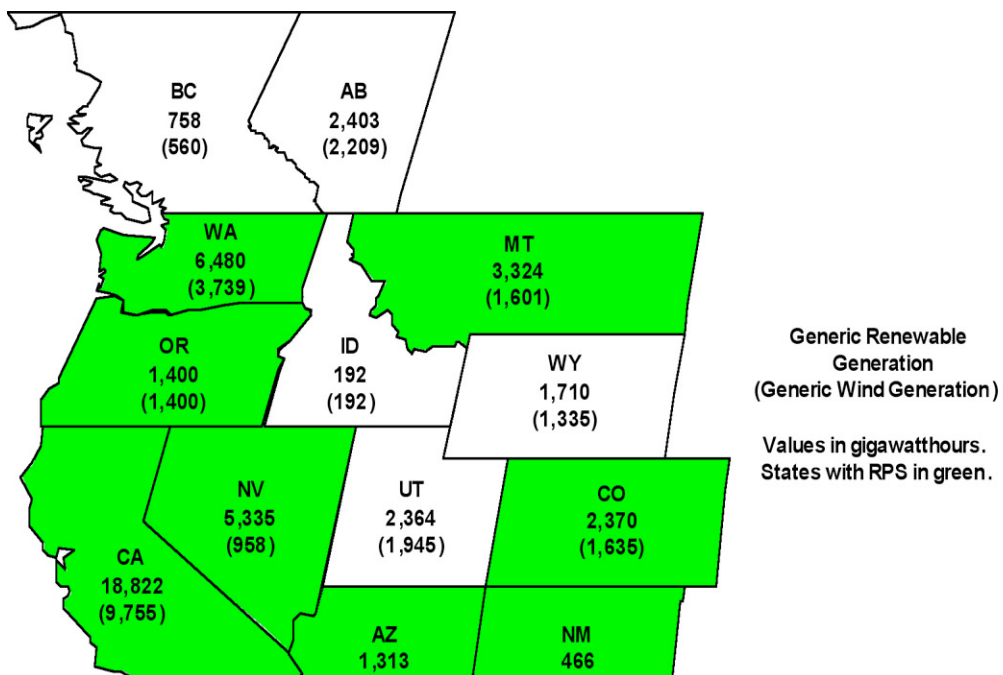 BC
758
(560)
AB
2,403
(2,209)
WA
6,480
(3,739)
MT
3,324
(1,601)
OR
1,400
(1,400)
ID
192
(192)
WY
1,710
(1,335)
Generic Renewable
Generation
(Generic Wind Generation)
Values in gigawatthours.
States with RPS in green.
NV
5,335
(958)
UT
2,364
(1,945)
CO
2,370
(1,635)
CA
18,822
(9,755)
AZ
1,313
NM
466